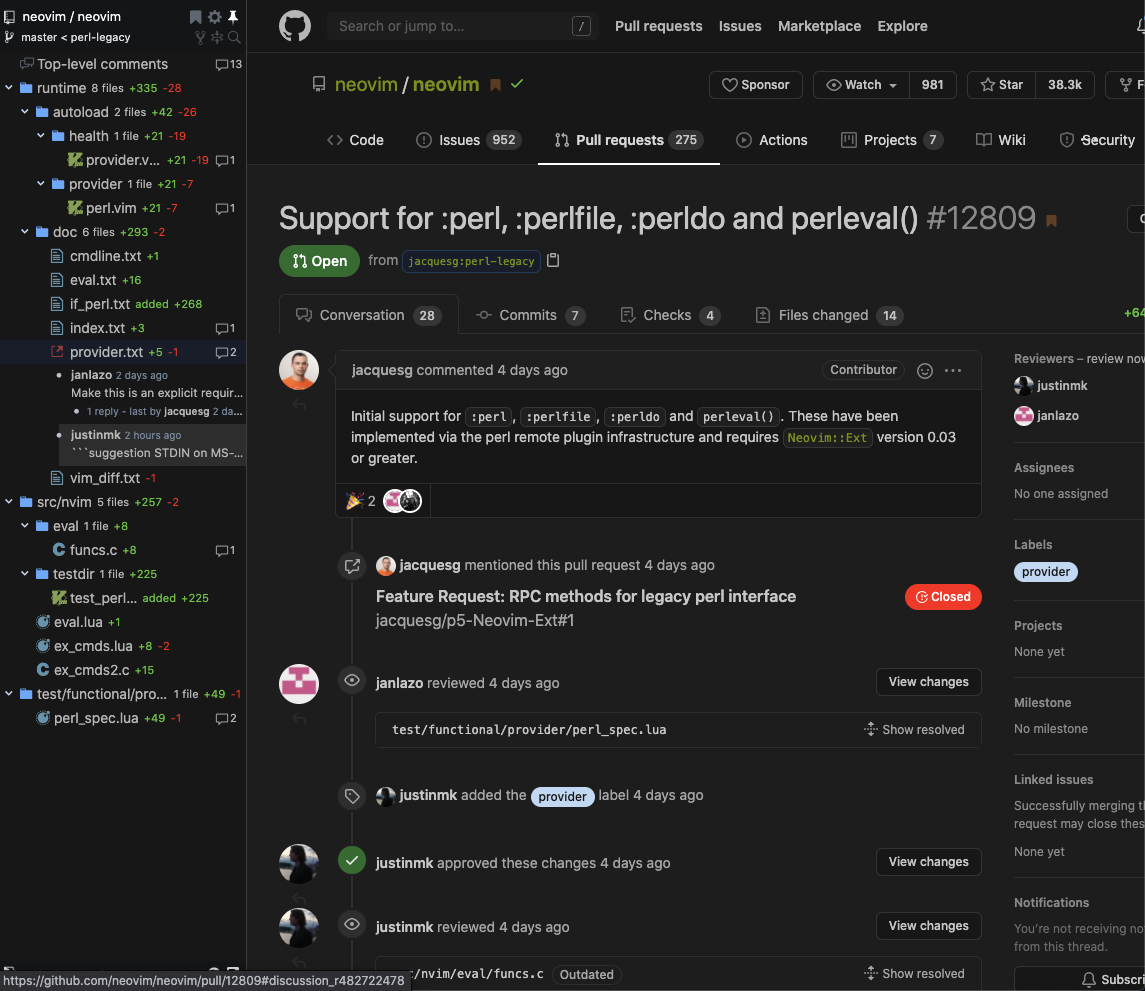 neovim / neovim
master < perl-legacy
Top-level comments 13
runtime 8 files +335 -28
autoload 2 files +42 -26
health 1 file +21 -19
provider.v... +21 -19 1
provider 1 file +21 -7
perl.vim +21 -7 1
doc 6 files +293 -2
cmdline.txt +1
eval.txt +16
if_perl.txt added +268
index.txt +3 1
provider.txt +5 -1 2
janlazo 2 days ago
Make this is an explicit requir...
1 reply - last by jacquesg 2 da...
justinmk 2 hours ago
```suggestion STDIN on MS-...
vim_diff.txt -1
src/nvim 5 files +257 -2
eval 1 file +8
funcs.c +8 1
testdir 1 file +225
test_perl... added +225
eval.lua +1
ex_cmds.lua +8 -2
ex_cmds2.c +15
test/functional/pro... 1 file +49 -1
perl_spec.lua +49 -1 2
https://github.com/neovim/neovim/pull/12809#discussion_r482722478
Search or jump to... /
Pull requests Issues Marketplace Explore
neovim / neovim
Sponsor Watch 981 Star 38.3k F
Code Issues 952 Pull requests 275 Actions Projects 7 Wiki Security
Support for :perl, :perlfile, :perldo and perleval() #12809
Open from jacquesg:perl-legacy
Conversation 28 Commits 7 Checks 4 Files changed 14 +64
jacquesg commented 4 days ago Contributor
Initial support for :perl, :perlfile, :perldo and perleval(). These have been
implemented via the perl remote plugin infrastructure and requires Neovim::Ext version 0.03
or greater.
2
jacquesg mentioned this pull request 4 days ago
Feature Request: RPC methods for legacy perl interface Closed
jacquesg/p5-Neovim-Ext#1
janlazo reviewed 4 days ago View changes
test/functional/provider/perl_spec.lua Show resolved
justinmk added the provider label 4 days ago
justinmk approved these changes 4 days ago View changes
justinmk reviewed 4 days ago View changes
/nvim/eval/funcs.c Outdated Show resolved
Reviewers – review now
justinmk
janlazo
Assignees
No one assigned
Labels
provider
Projects
None yet
Milestone
No milestone
Linked issues
Successfully merging t
request may close these
None yet
Notifications
You're not receiving no
from this thread.
Subscri